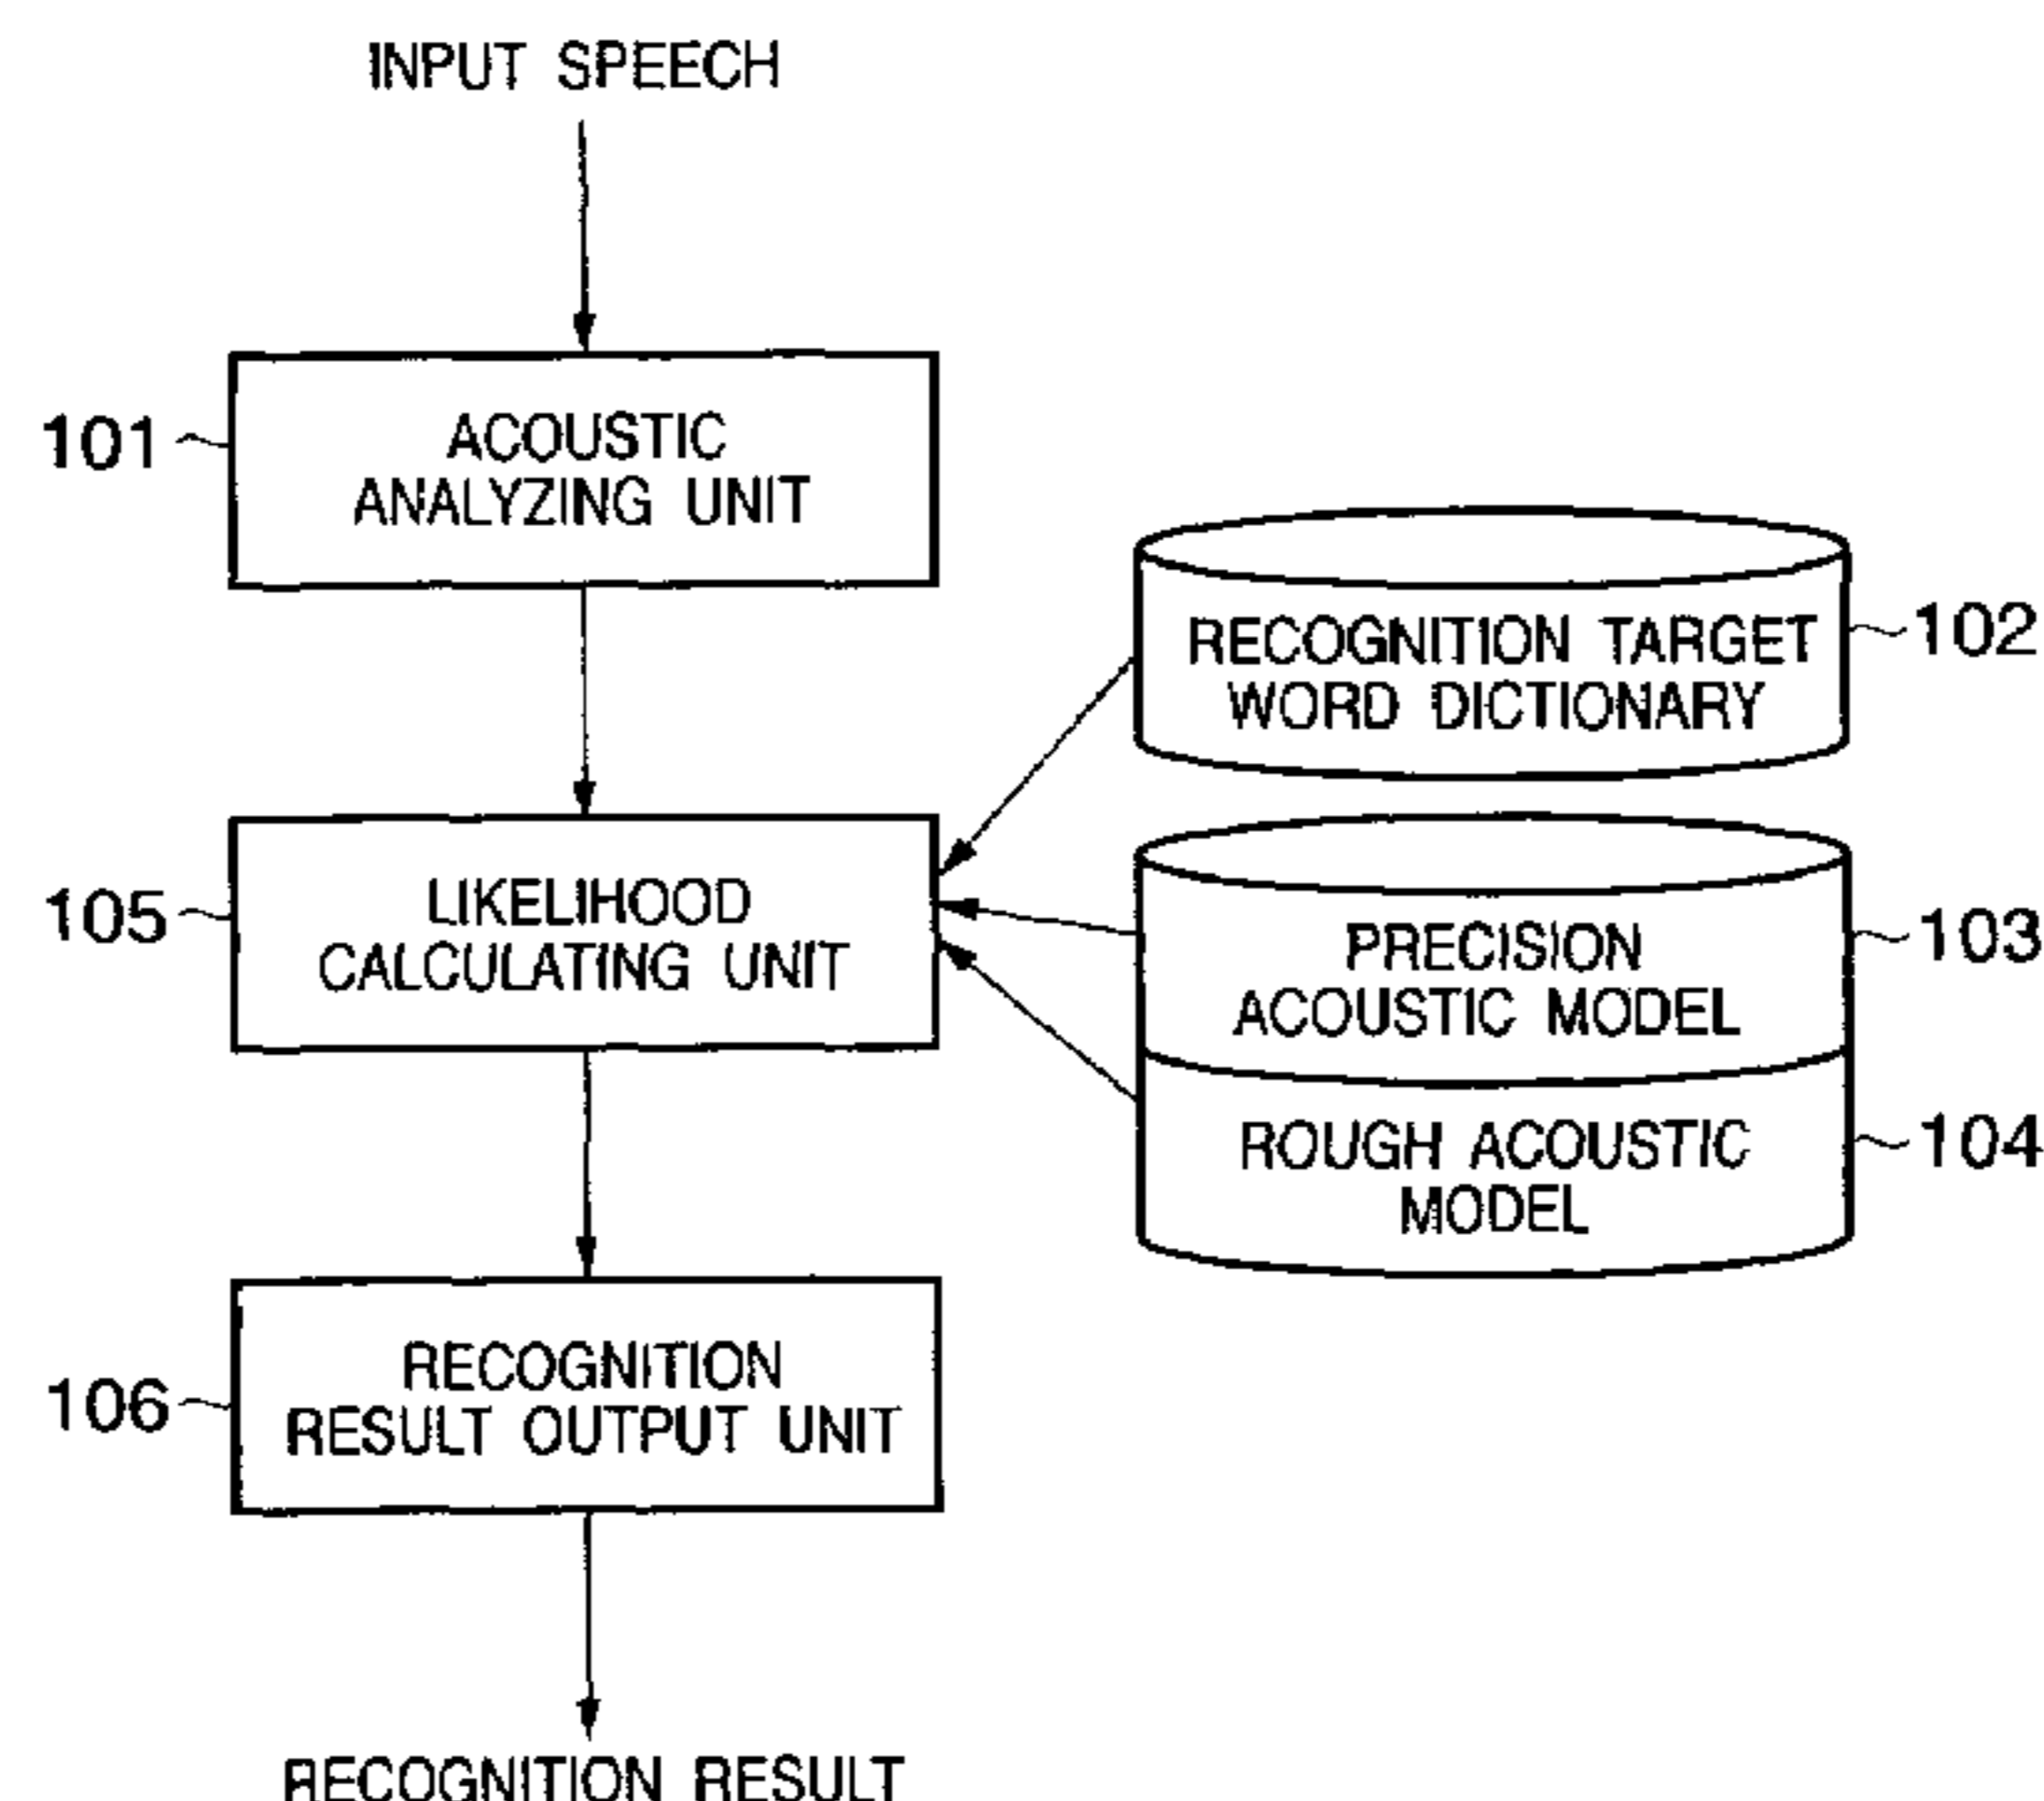 INPUT SPEECH
101
ACOUSTIC
ANALYZING UNIT
RECOGNITION TARGET
WORD DICTIONARY
102
105
LIKELIHOOD
CALCULATING UNIT
PRECISION
ACOUSTIC MODEL
103
ROUGH ACOUSTIC
MODEL
104
106
RECOGNITION
RESULT OUTPUT UNIT
RECOGNITION RESULT